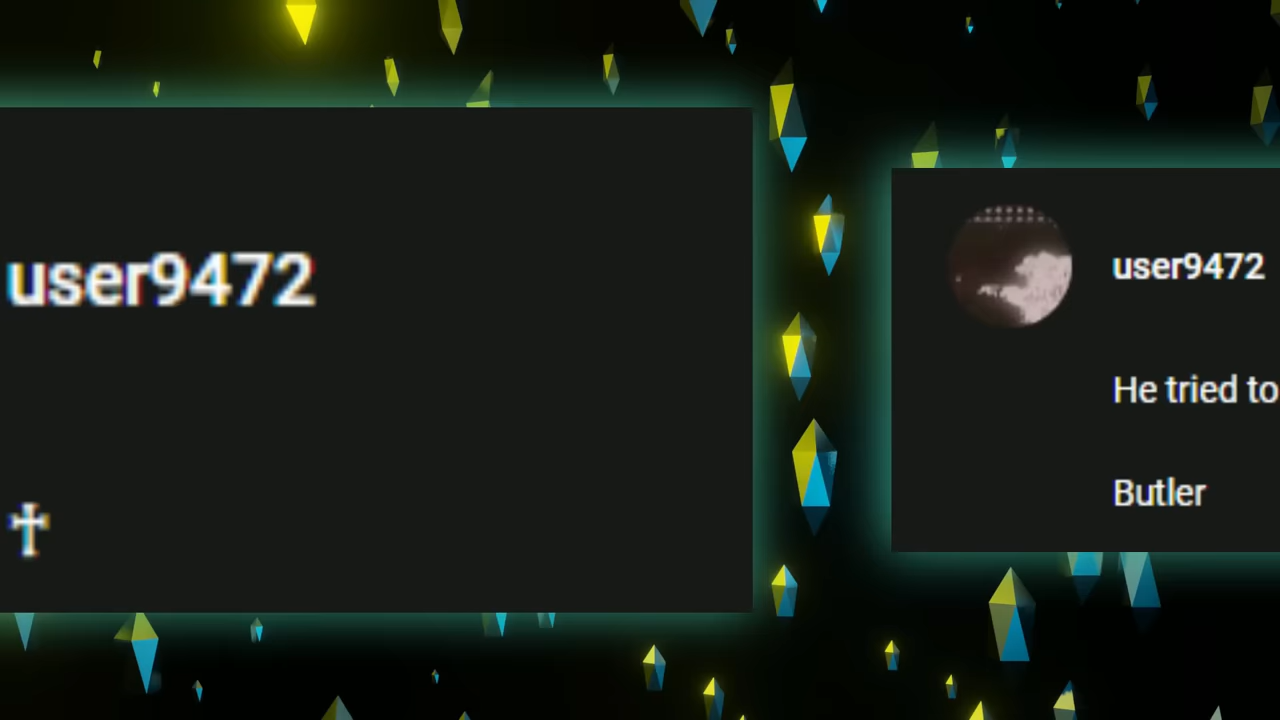 user9472
†
user9472
He tried to
Butler